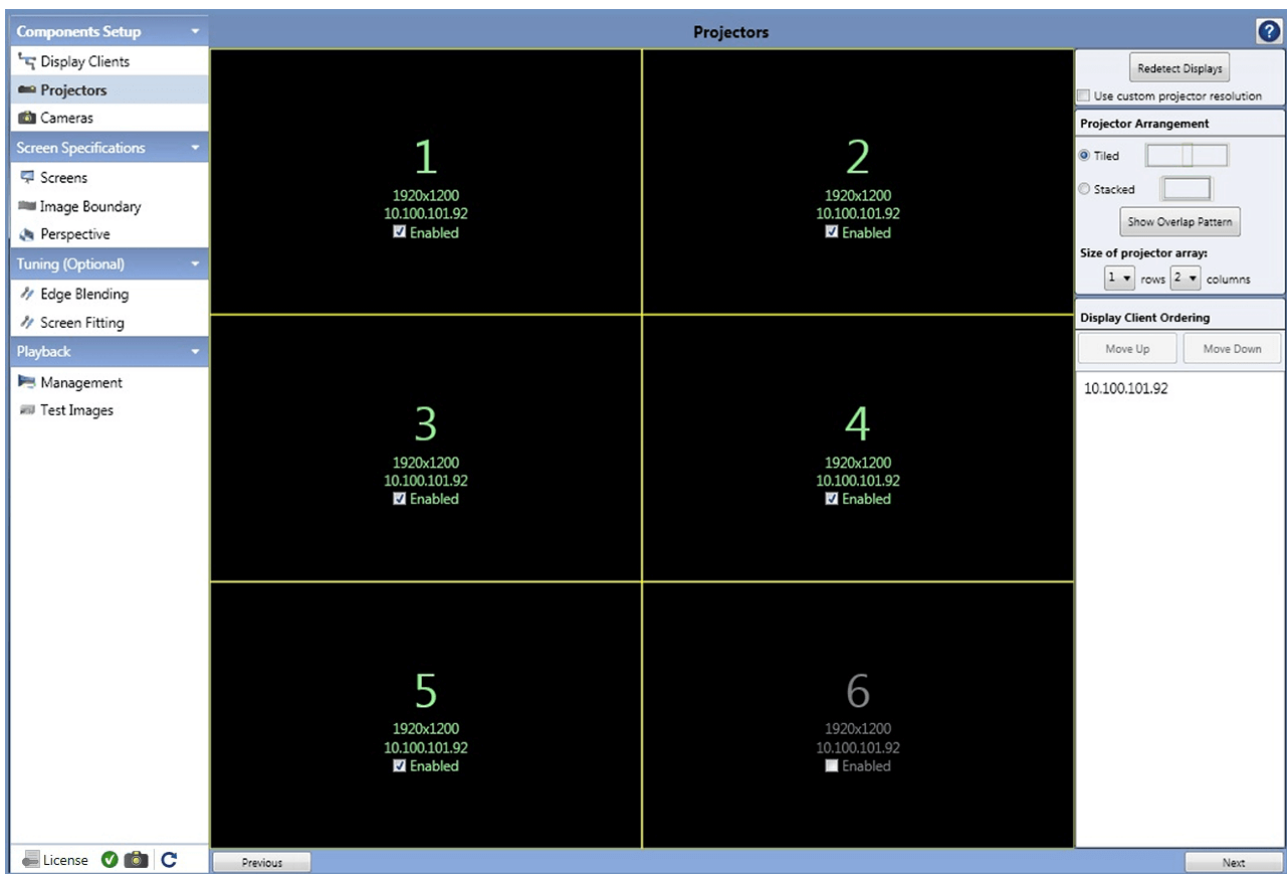 Components Setup
Display Clients
Projectors
Cameras
Screen Specifications
Screens
Image Boundary
Perspective
Tuning (Optional)
Edge Blending
Screen Fitting
Playback
Management
Test Images
License
Projectors
?
1
1920x1200
10.100.101.92
Enabled
2
1920x1200
10.100.101.92
Enabled
3
1920x1200
10.100.101.92
Enabled
4
1920x1200
10.100.101.92
Enabled
5
1920x1200
10.100.101.92
Enabled
6
1920x1200
10.100.101.92
Enabled
Previous
Next
Redetect Displays
Use custom projector resolution
Projector Arrangement
Tiled
Stacked
Show Overlap Pattern
Size of projector array:
1 rows 2 columns
Display Client Ordering
Move Up Move Down
10.100.101.92